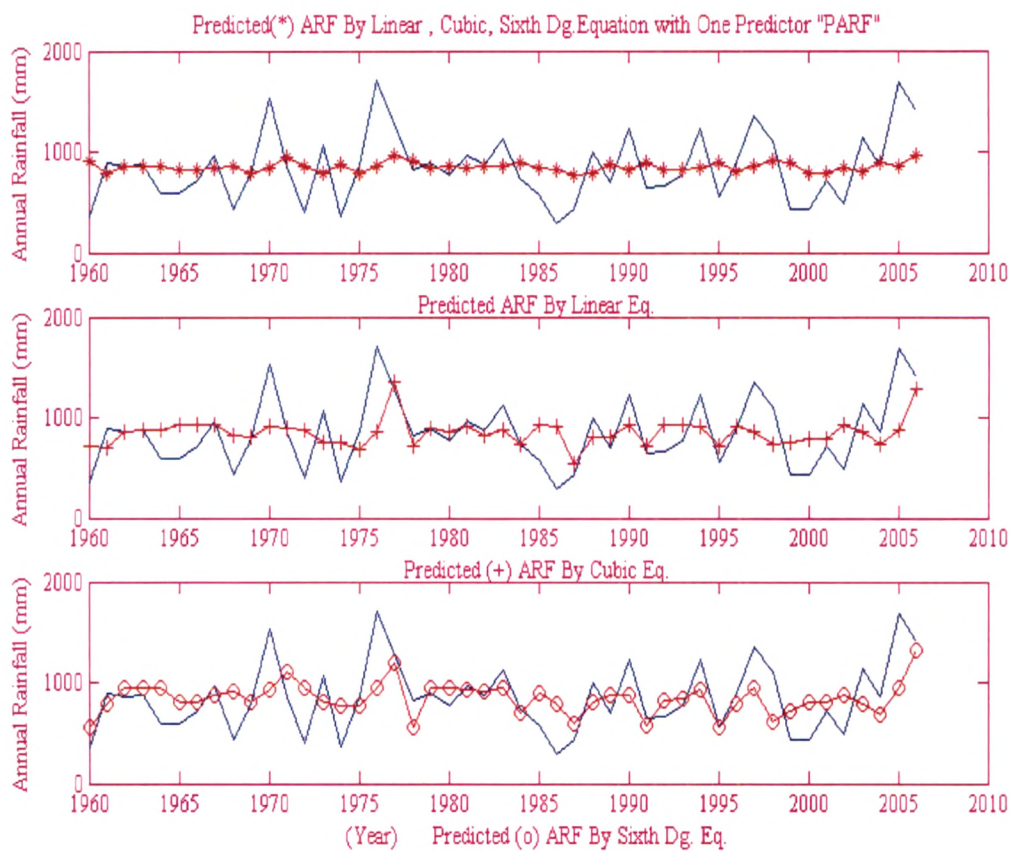 Predicted(*) ARF By Linear , Cubic, Sixth Dg.Equation with One Predictor "PARF"
Annual Rainfall (mm)
2000
1000
0
1960 1965 1970 1975 1980 1985 1990 1995 2000 2005 2010
Predicted ARF By Linear Eq.
Annual Rainfall (mm)
2000
1000
0
1960 1965 1970 1975 1980 1985 1990 1995 2000 2005 2010
Predicted (+) ARF By Cubic Eq.
Annual Rainfall (mm)
2000
1000
0
1960 1965 1970 1975 1980 1985 1990 1995 2000 2005 2010
(Year) Predicted (o) ARF By Sixth Dg. Eq.